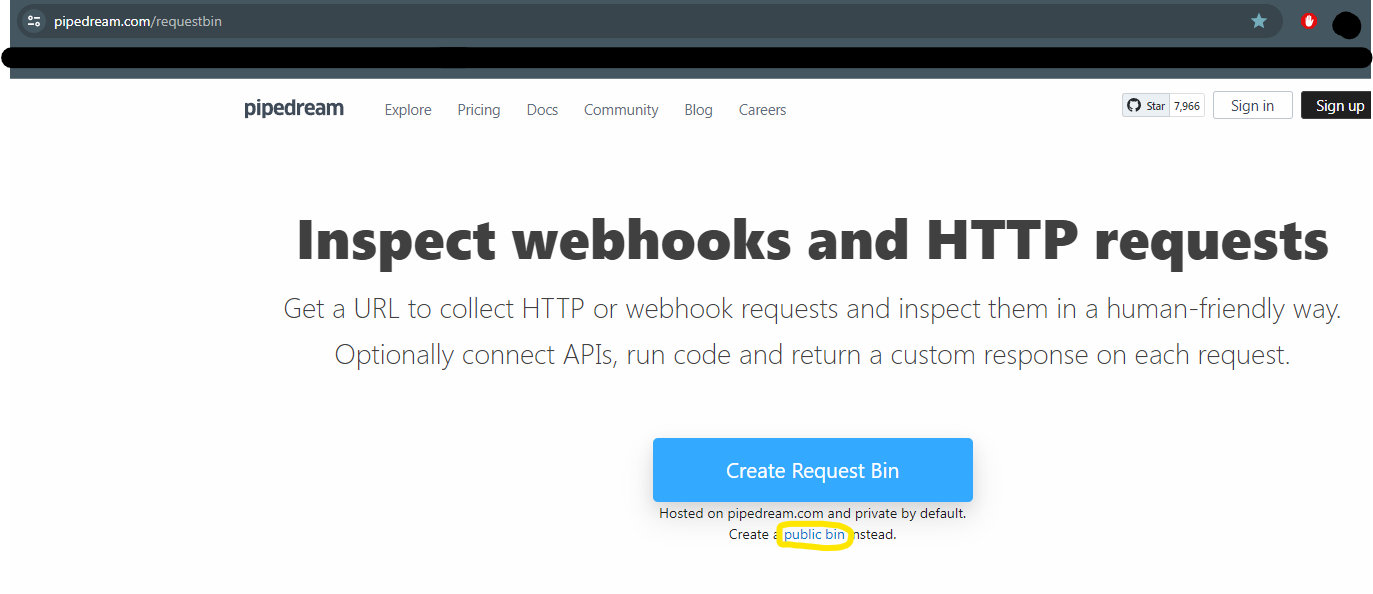 pipedream.com/requestbin
pipedream Explore Pricing Docs Community Blog Careers Star 7,966 Sign in Sign up
Inspect webhooks and HTTP requests
Get a URL to collect HTTP or webhook requests and inspect them in a human-friendly way.
Optionally connect APIs, run code and return a custom response on each request.
Create Request Bin
Hosted on pipedream.com and private by default.
Create a public bin instead.